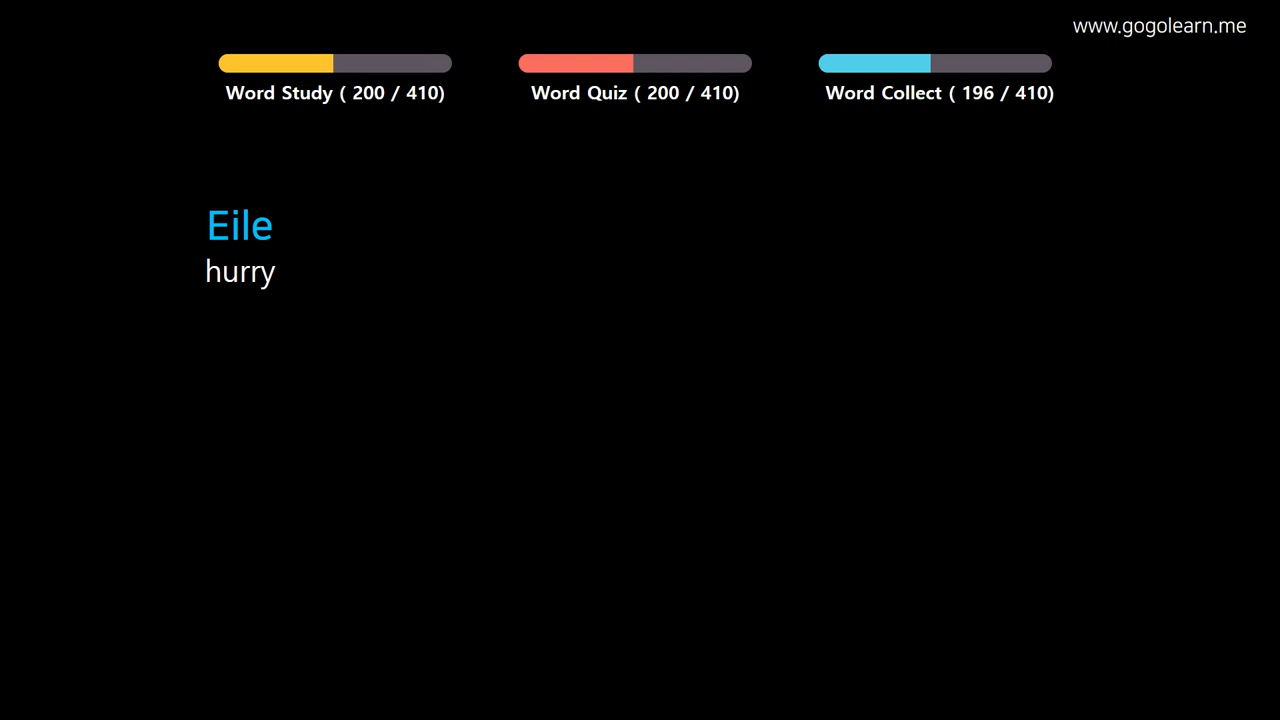 www.gogolearn.me
Word Study ( 200 / 410)
Word Quiz ( 200 / 410)
Word Collect ( 196 / 410)
Eile
hurry